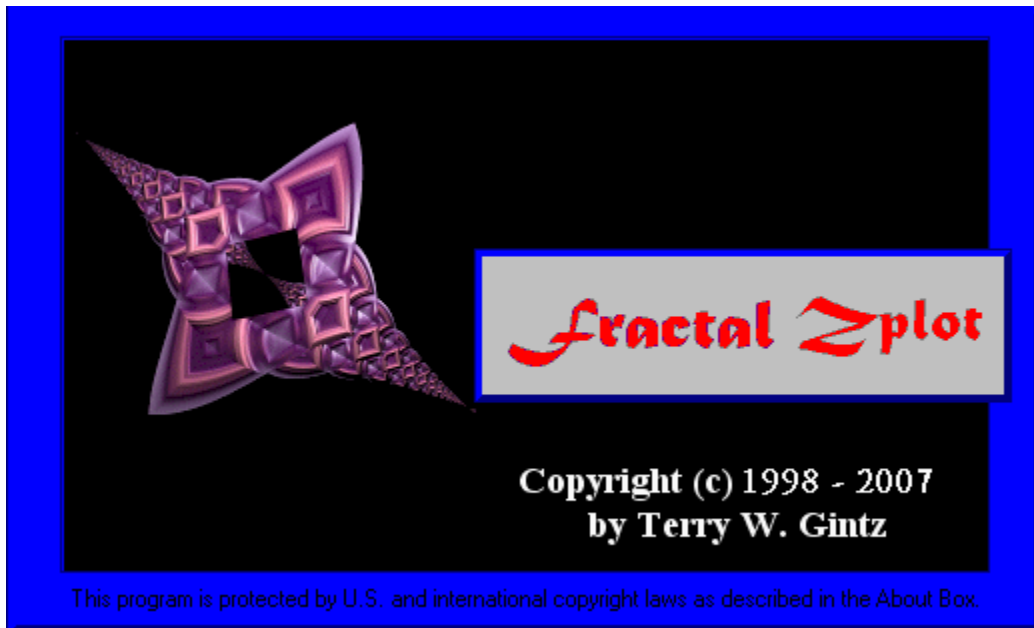 Fractal Zplot
Copyright (c) 1998 - 2007
by Terry W. Gintz
This program is protected by U.S. and international copyright laws as described in the About Box.